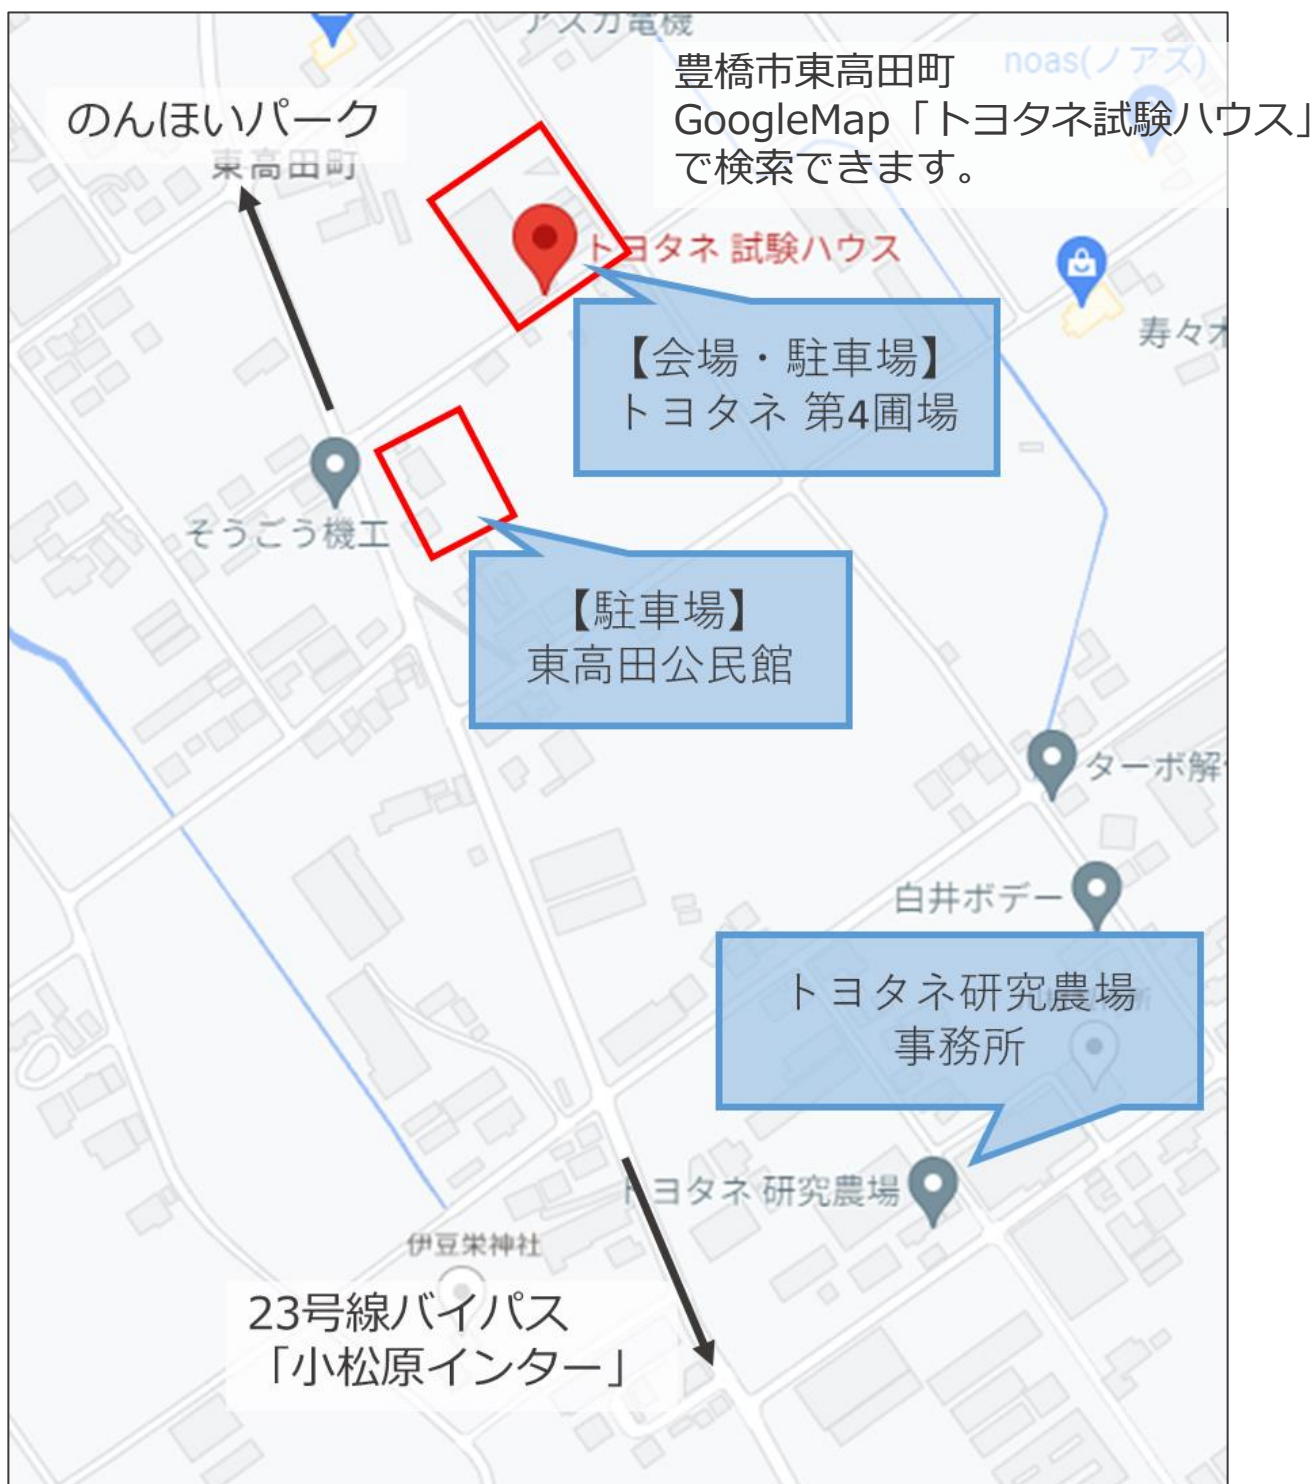 アスカ電機
noas(ノアズ)
豊橋市東高田町
GoogleMap「トヨタネ試験ハウス」
で検索できます。
のんほいパーク
東高田町
トヨタネ 試験ハウス
寿々木
【会場・駐車場】
トヨタネ 第4圃場
そうごう機工
【駐車場】
東高田公民館
ターボ解
白井ボデー
トヨタネ研究農場
事務所
トヨタネ 研究農場
伊豆栄神社
23号線バイパス
「小松原インター」